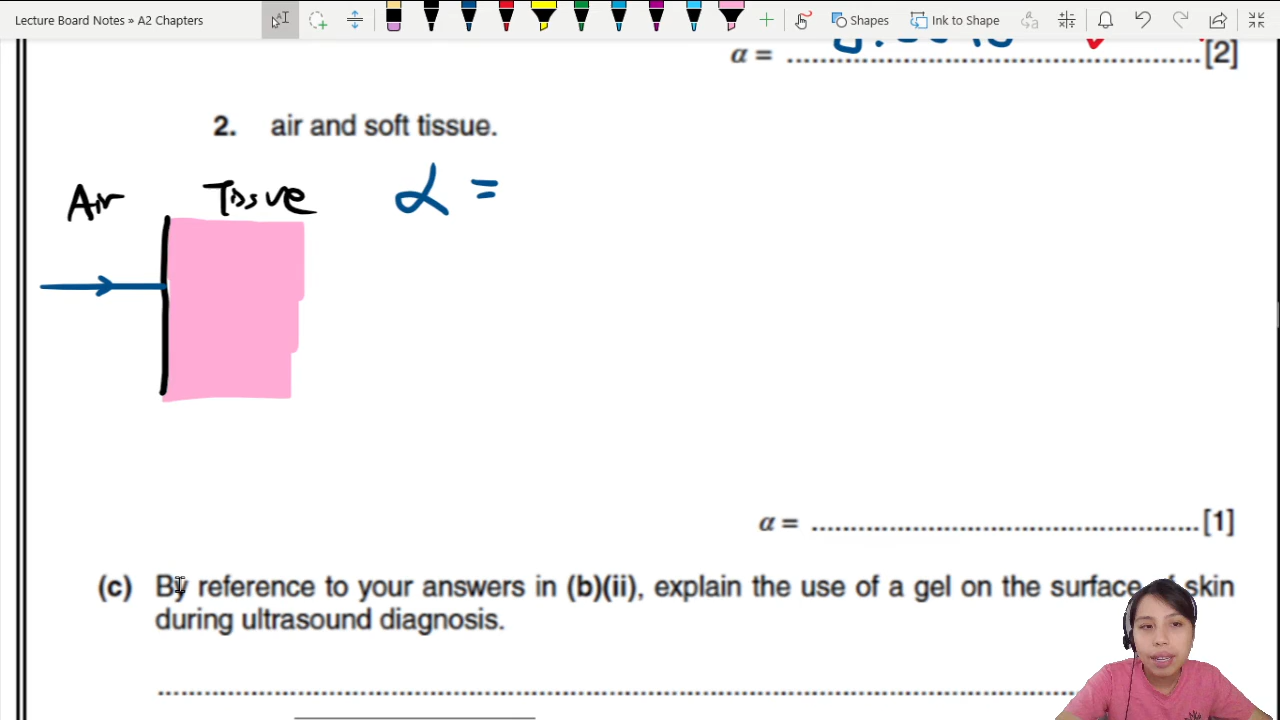 Lecture Board Notes » A2 Chapters
Shapes
Ink to Shape
α = ........................................................[2]
2. air and soft tissue.
Air Tissue α =
α = ....................................................[1]
(c) By reference to your answers in (b)(ii), explain the use of a gel on the surface of skin
during ultrasound diagnosis.